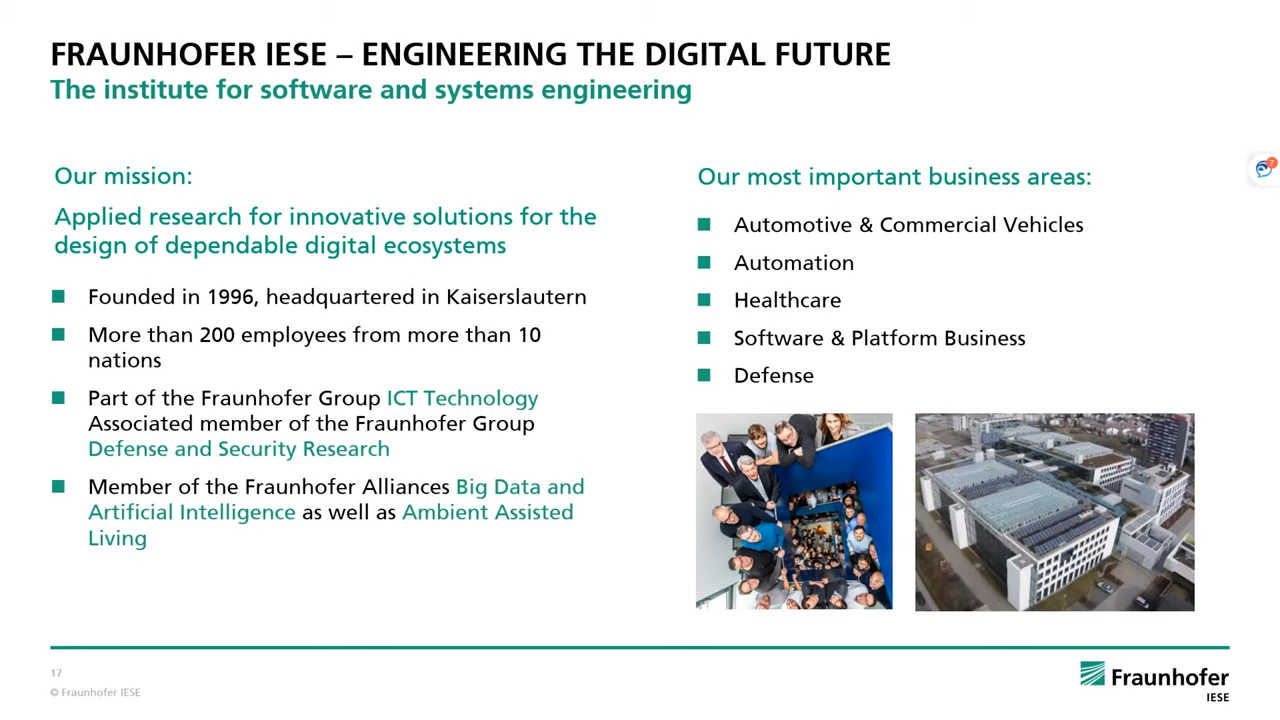 FRAUNHOFER IESE – ENGINEERING THE DIGITAL FUTURE
The institute for software and systems engineering
Our mission:
Applied research for innovative solutions for the
design of dependable digital ecosystems
Founded in 1996, headquartered in Kaiserslautern
More than 200 employees from more than 10
nations
Part of the Fraunhofer Group ICT Technology
Associated member of the Fraunhofer Group
Defense and Security Research
Member of the Fraunhofer Alliances Big Data and
Artificial Intelligence as well as Ambient Assisted
Living
Our most important business areas:
Automotive & Commercial Vehicles
Automation
Healthcare
Software & Platform Business
Defense
7
17
© Fraunhofer IESE
Fraunhofer
IESE